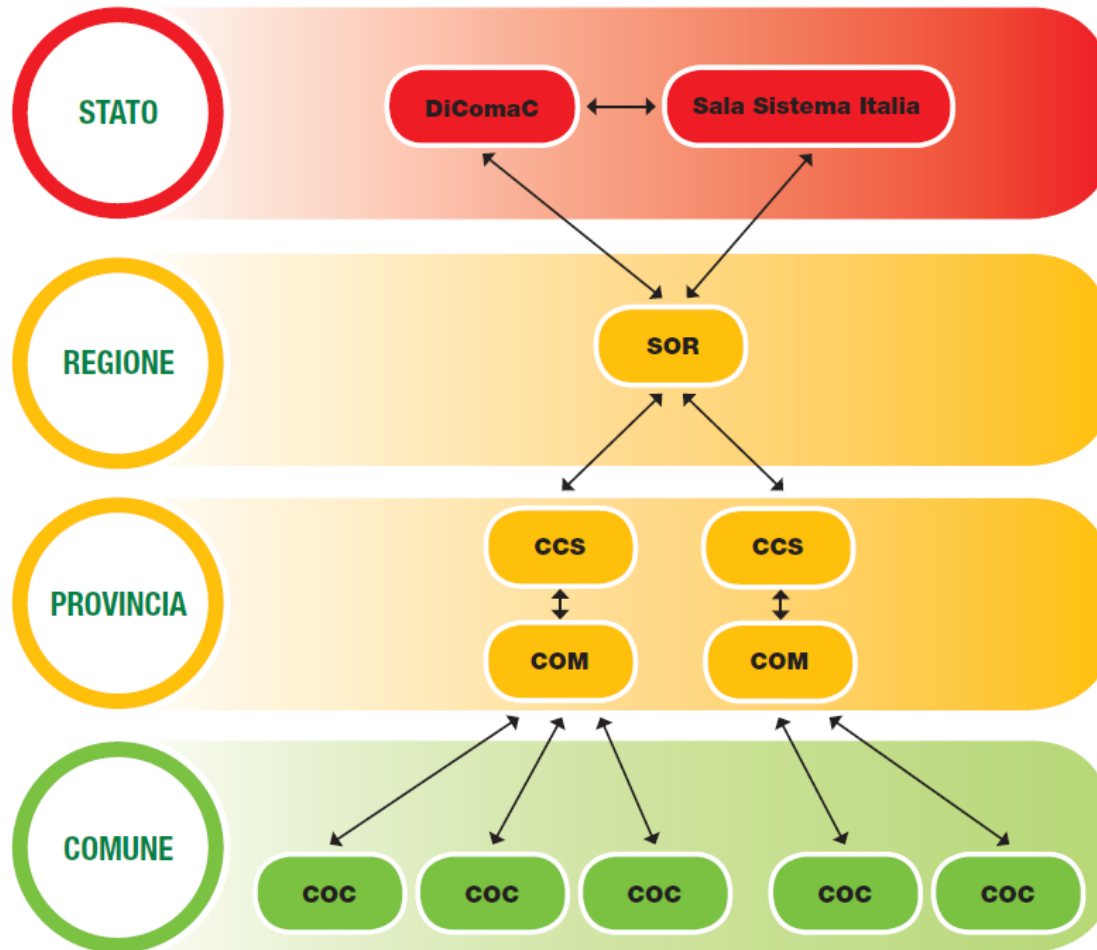 STATO
DiComaC
Sala Sistema Italia
REGIONE
SOR
PROVINCIA
CCS
CCS
COM
COM
COMUNE
COC
COC
COC
COC
COC